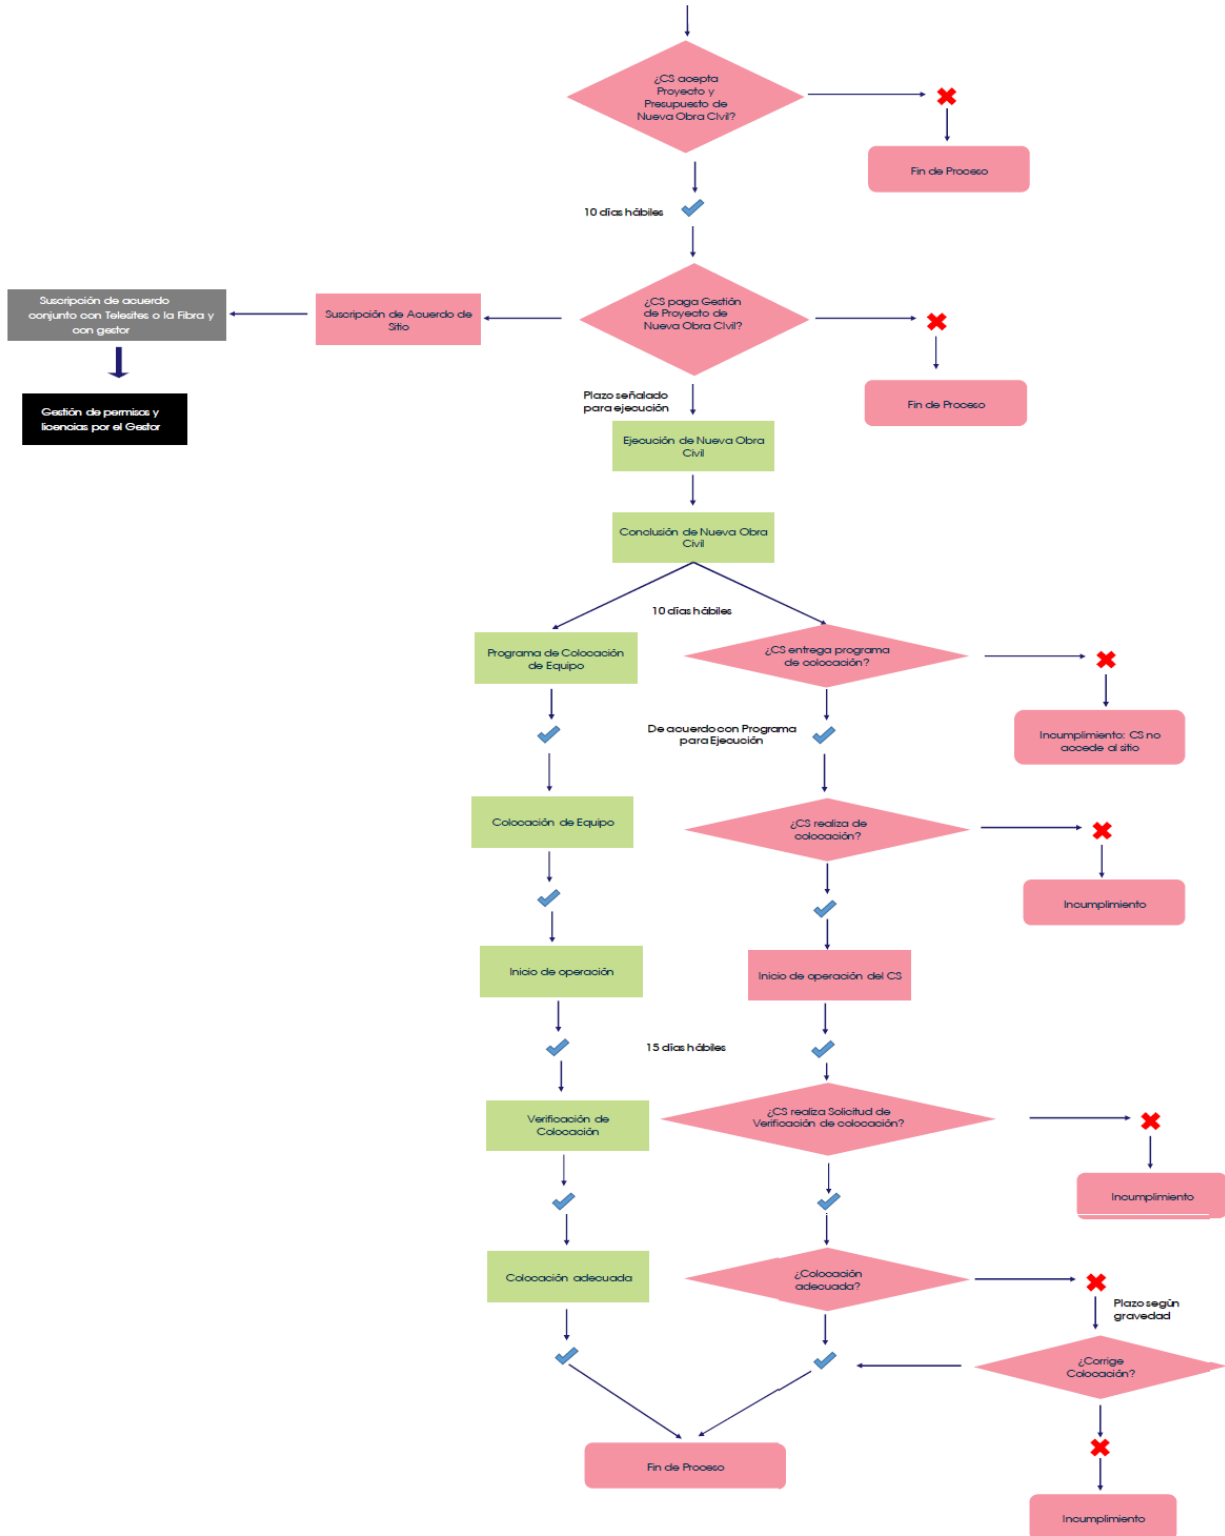 ¿CS acepta
Proyecto y
Presupuesto de
Nueva Obra Civil?
Fin de Proceso
10 días hábiles
Suscripción de acuerdo
conjunto con Telesites o la Fibra y
con gestor
Suscripción de Acuerdo de
Sitio
¿CS paga Gestión
de Proyecto de
Nueva Obra Civil?
Gestión de permisos y
licencias por el Gestor
Plazo señalado
para ejecución
Fin de Proceso
Ejecución de Nueva Obra
Civil
Conclusión de Nueva Obra
Civil
10 días hábiles
Programa de Colocación
de Equipo
¿CS entrega programa
de colocación?
De acuerdo con Programa
para Ejecución
Incumplimiento: CS no
accede al sitio
Colocación de Equipo
¿CS realiza de
colocación?
Incumplimiento
Inicio de operación
Inicio de operación del CS
15 días hábiles
Verificación de
Colocación
¿CS realiza Solicitud de
Verificación de colocación?
Incumplimiento
Colocación adecuada
¿Colocación
adecuada?
Plazo según
gravedad
¿Corrige
Colocación?
Fin de Proceso
Incumplimiento